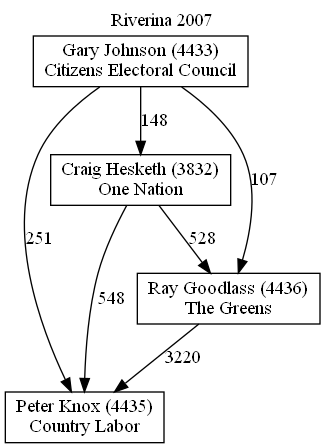 Riverina 2007
Gary Johnson (4433)
Citizens Electoral Council
148
Craig Hesketh (3832)
One Nation
107
251
528
548
Ray Goodlass (4436)
The Greens
3220
Peter Knox (4435)
Country Labor